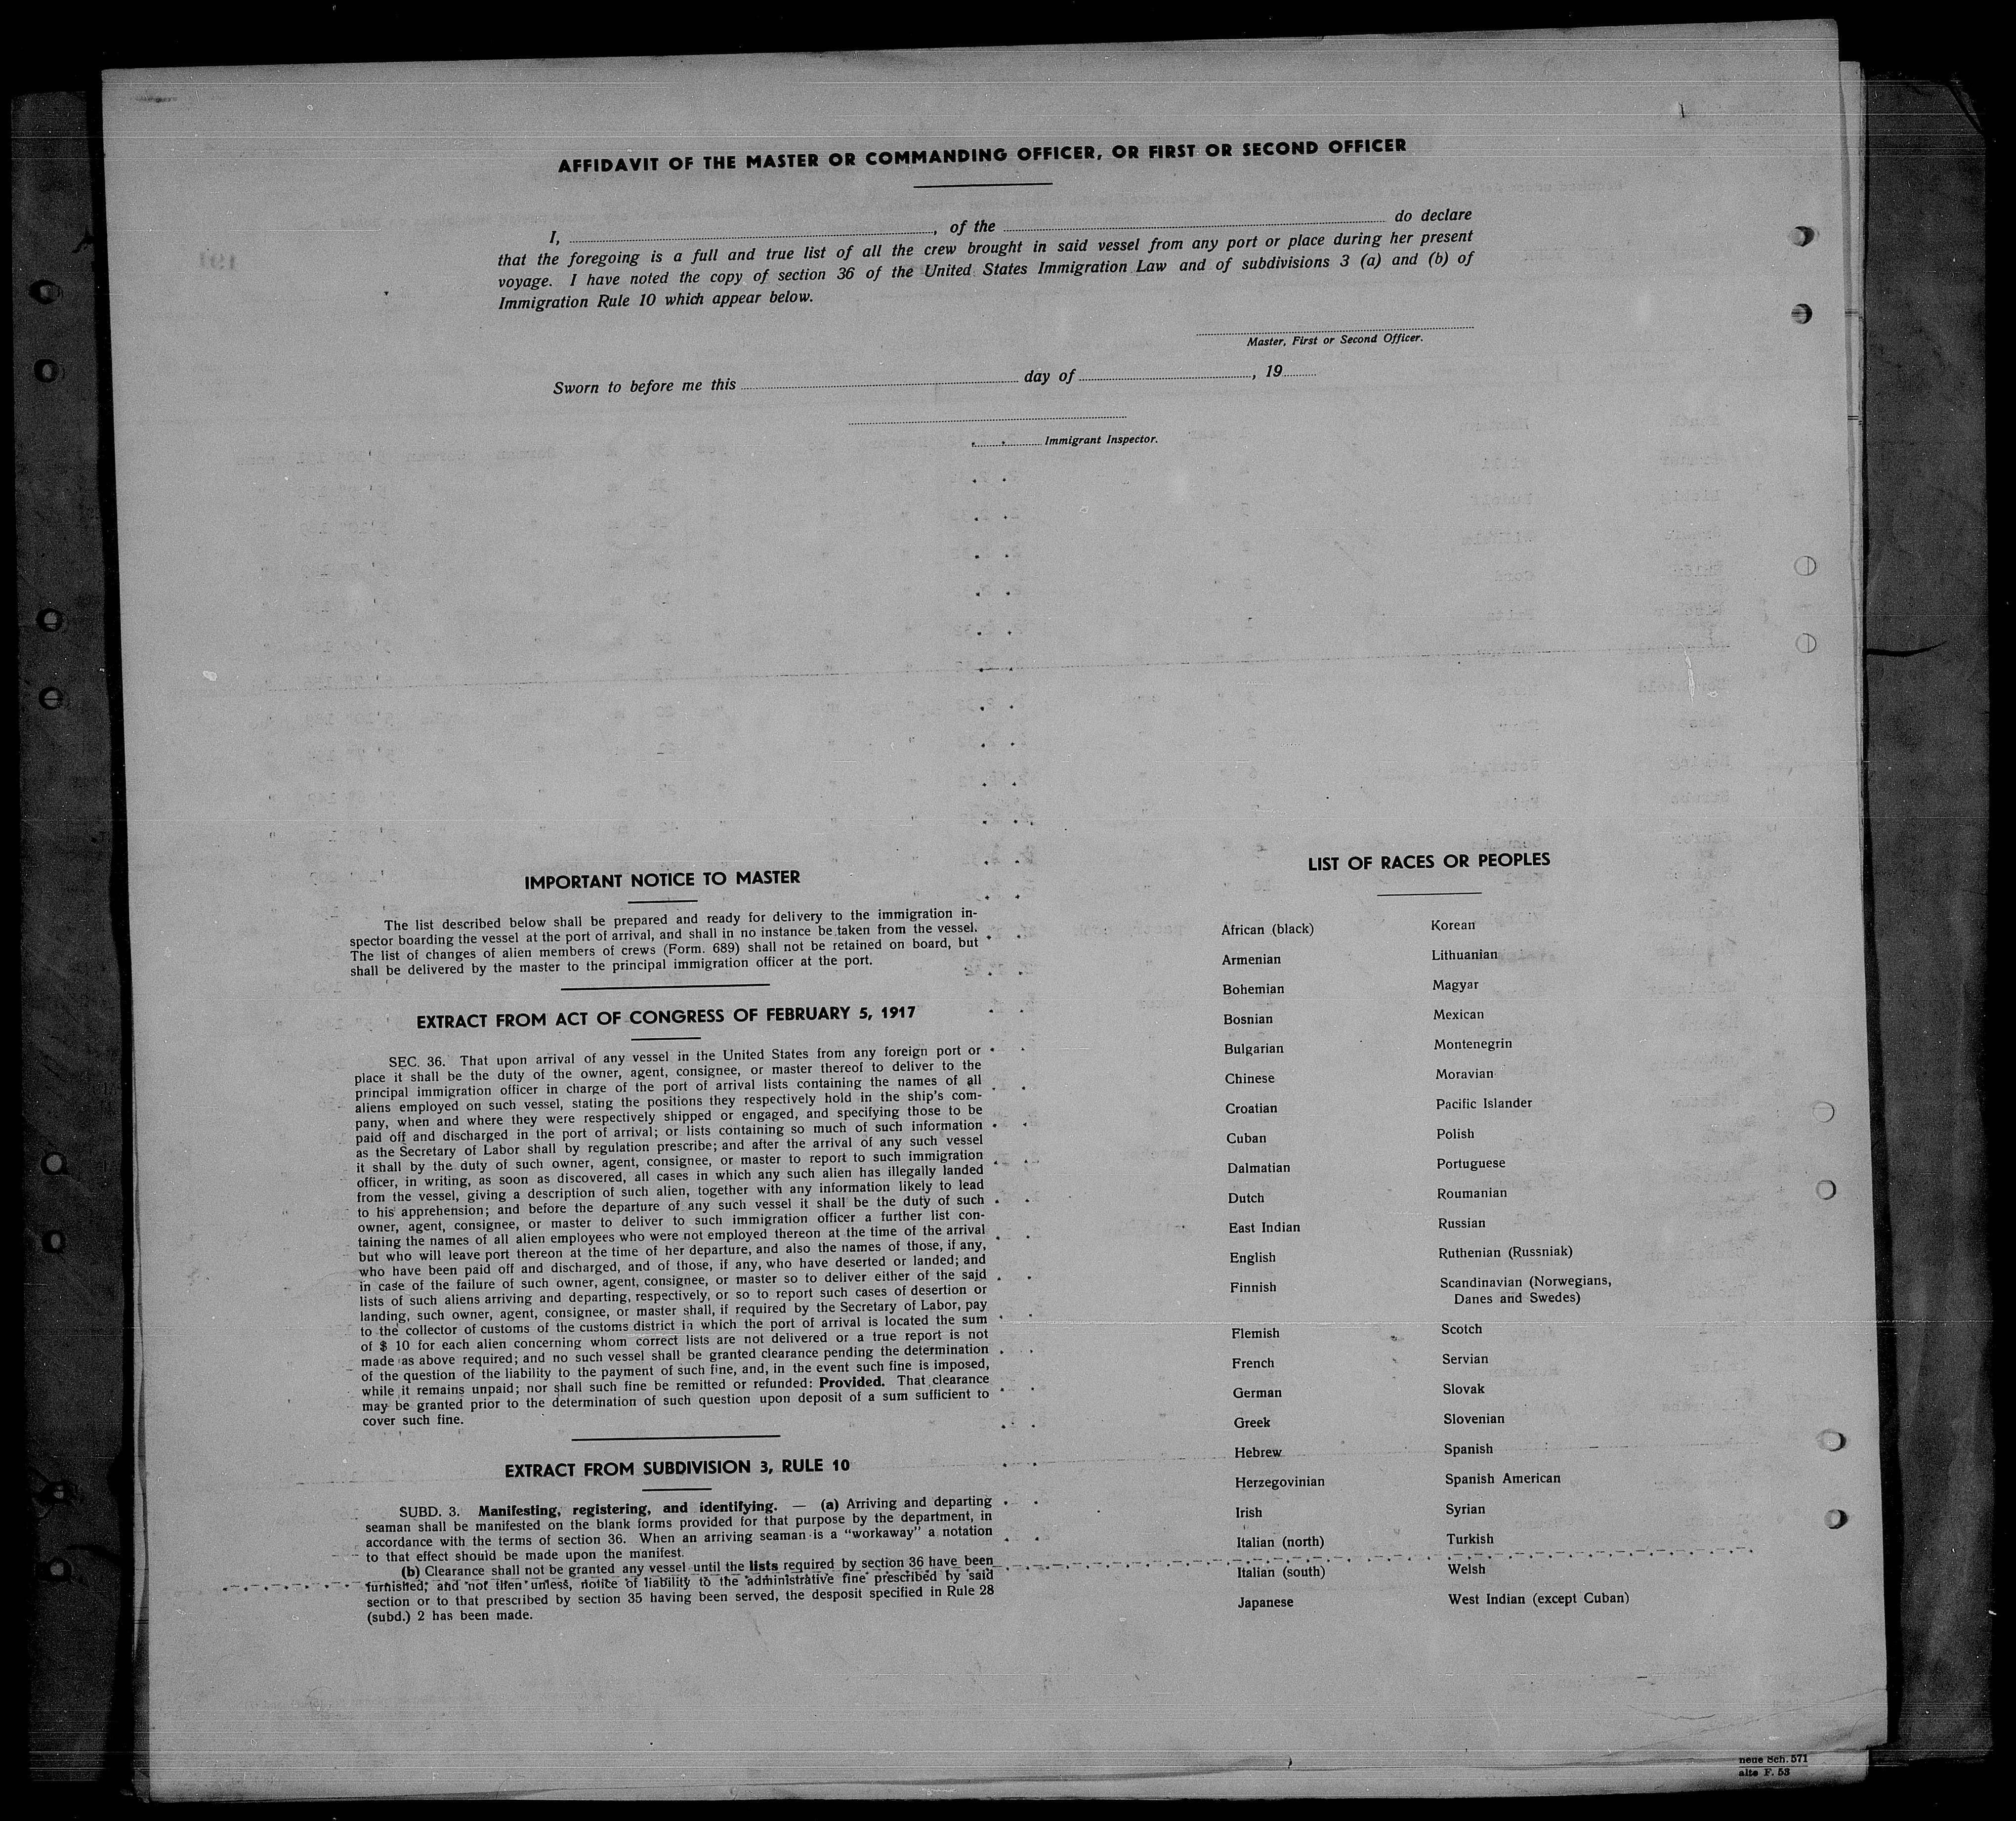 AFFIDAVIT OF THE MASTER OR COMMANDING OFFICER, OR FIRST OR SECOND OFFICER
I, , of the do declare
that the foregoing is a full and true list of all the crew brought in said vessel from any port or place during her present
voyage. I have noted the copy of section 36 of the United States Immigration Law and of subdivisions 3 (a) and (b) of
Immigration Rule 10 which appear below.
Master, First or Second Officer.
Sworn to before me this day of , 19
Immigrant Inspector.
IMPORTANT NOTICE TO MASTER
The list described below shall be prepared and ready for delivery to the immigration in-
spector boarding the vessel at the port of arrival, and shall in no instance be taken from the vessel.
The list of changes of alien members of crews (Form. 689) shall not be retained on board, but
shall be delivered by the master to the principal immigration officer at the port.
EXTRACT FROM ACT OF CONGRESS OF FEBRUARY 5, 1917
SEC. 36. That upon arrival of any vessel in the United States from any foreign port or
place it shall be the duty of the owner, agent, consignee, or master thereof to deliver to the
principal immigration officer in charge of the port of arrival lists containing the names of all
aliens employed on such vessel, stating the positions they respectively hold in the ship's com-
pany, when and where they were respectively shipped or engaged, and specifying those to be
paid off and discharged in the port of arrival; or lists containing so much of such information
as the Secretary of Labor shall by regulation prescribe; and after the arrival of any such vessel
it shall by the duty of such owner, agent, consignee, or master to report to such immigration
officer, in writing, as soon as discovered, all cases in which any such alien has illegally landed
from the vessel, giving a description of such alien, together with any information likely to lead
to his apprehension; and before the departure of any such vessel it shall be the duty of such
owner, agent, consignee, or master to deliver to such immigration officer a further list con-
taining the names of all alien employees who were not employed thereon at the time of the arrival
but who will leave port thereon at the time of her departure, and also the names of those, if any,
who have been paid off and discharged, and of those, if any, who have deserted or landed; and
in case of the failure of such owner, agent, consignee, or master so to deliver either of the said
lists of such aliens arriving and departing, respectively, or so to report such cases of desertion or
landing, such owner, agent, consignee, or master shall, if required by the Secretary of Labor, pay
to the collector of customs of the customs district in which the port of arrival is located the sum
of $ 10 for each alien concerning whom correct lists are not delivered or a true report is not
made as above required; and no such vessel shall be granted clearance pending the determination
of the question of the liability to the payment of such fine, and, in the event such fine is imposed,
while it remains unpaid; nor shall such fine be remitted or refunded: Provided. That clearance
may be granted prior to the determination of such question upon deposit of a sum sufficient to
cover such fine.
EXTRACT FROM SUBDIVISION 3, RULE 10
SUBD. 3. Manifesting, registering, and identifying. — (a) Arriving and departing
seaman shall be manifested on the blank forms provided for that purpose by the department, in
accordance with the terms of section 36. When an arriving seaman is a "workaway" a notation
to that effect should be made upon the manifest.
(b) Clearance shall not be granted any vessel until the lists required by section 36 have been
furnished; and not then unless, notice of liability to the administrative fine prescribed by said
section or to that prescribed by section 35 having been served, the desposit specified in Rule 28
(subd.) 2 has been made.
LIST OF RACES OR PEOPLES
African (black)
Armenian
Bohemian
Bosnian
Bulgarian
Chinese
Croatian
Cuban
Dalmatian
Dutch
East Indian
English
Finnish
Flemish
French
German
Greek
Hebrew
Herzegovinian
Irish
Italian (north)
Italian (south)
Japanese
Korean
Lithuanian
Magyar
Mexican
Montenegrin
Moravian
Pacific Islander
Polish
Portuguese
Roumanian
Russian
Ruthenian (Russniak)
Scandinavian (Norwegians,
Danes and Swedes)
Scotch
Servian
Slovak
Slovenian
Spanish
Spanish American
Syrian
Turkish
Welsh
West Indian (except Cuban)
neue Sch. 571
alte F. 53